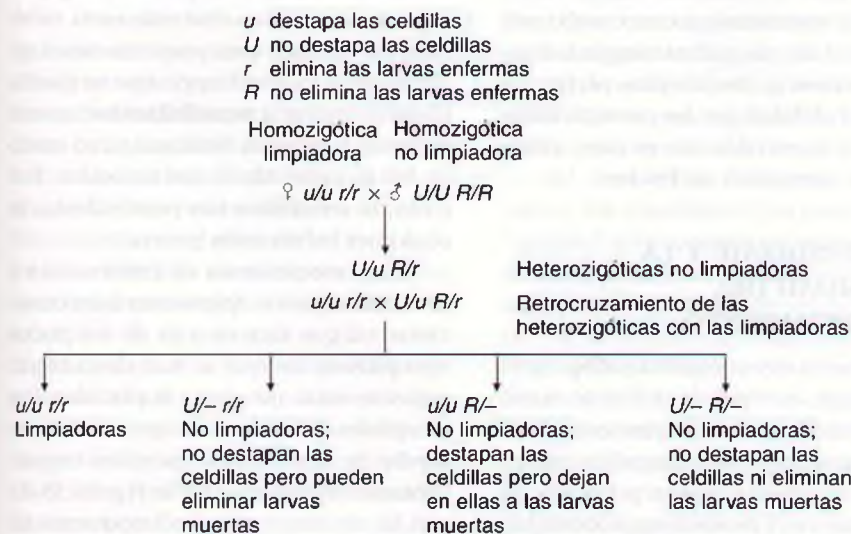 u destapa las celdillas
U no destapa las celdillas
r elimina las larvas enfermas
R no elimina las larvas enfermas
Homozigótica Homozigótica
limpiadora no limpiadora
♀ u/u r/r × ♂ U/U R/R
U/u R/r Heterozigóticas no limpiadoras
u/u r/r × U/u R/r Retrocruzamiento de las
heterozigóticas con las limpiadoras
u/u r/r
Limpiadoras
U/– r/r
No limpiadoras;
no destapan las
celdillas pero pueden
eliminar larvas
muertas
u/u R/–
No limpiadoras;
destapan las
celdillas pero dejan
en ellas a las larvas
muertas
U/– R/–
No limpiadoras;
no destapan las
celdillas ni eliminan
las larvas muertas